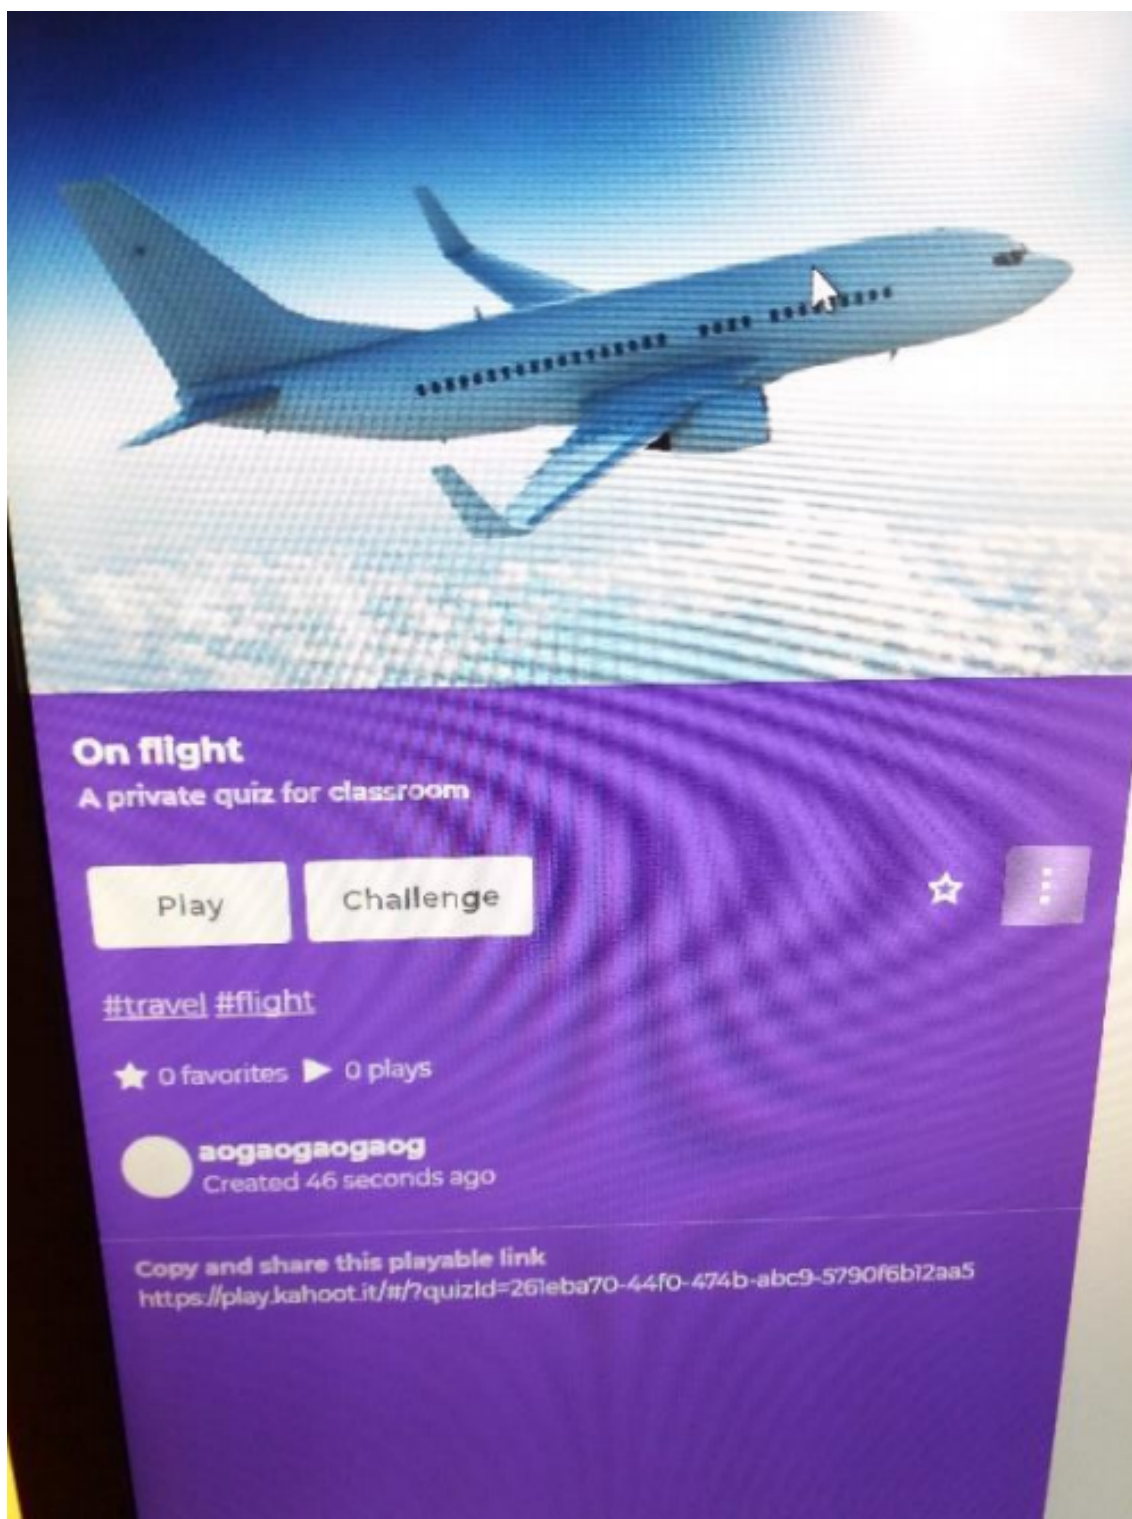 On flight
A private quiz for classroom
Play
Challenge
#travel #flight
0 favorites 0 plays
aogaogaogaog
Created 46 seconds ago
Copy and share this playable link
https://play.kahoot.it/#/?quizId=261eba70-44f0-474b-abc9-5790f6b12aa5